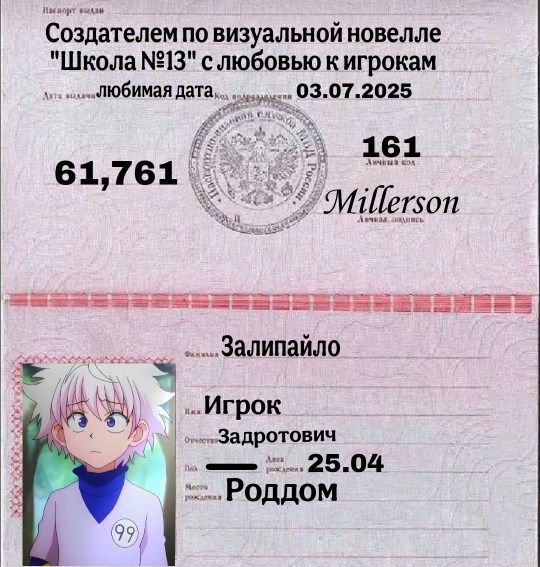 Паспорт выдан
Создателем по визуальной новелле
"Школа №13" с любовью к игрокам
Дата выдачи любимая дата Код подразделения 03.07.2025
161
Личный код
61,761
Millerson
Личная подпись
Фамилия Залипайло
Имя Игрок
Отчество Задротович
Пол Дата рождения 25.04
Место рождения Роддом
99